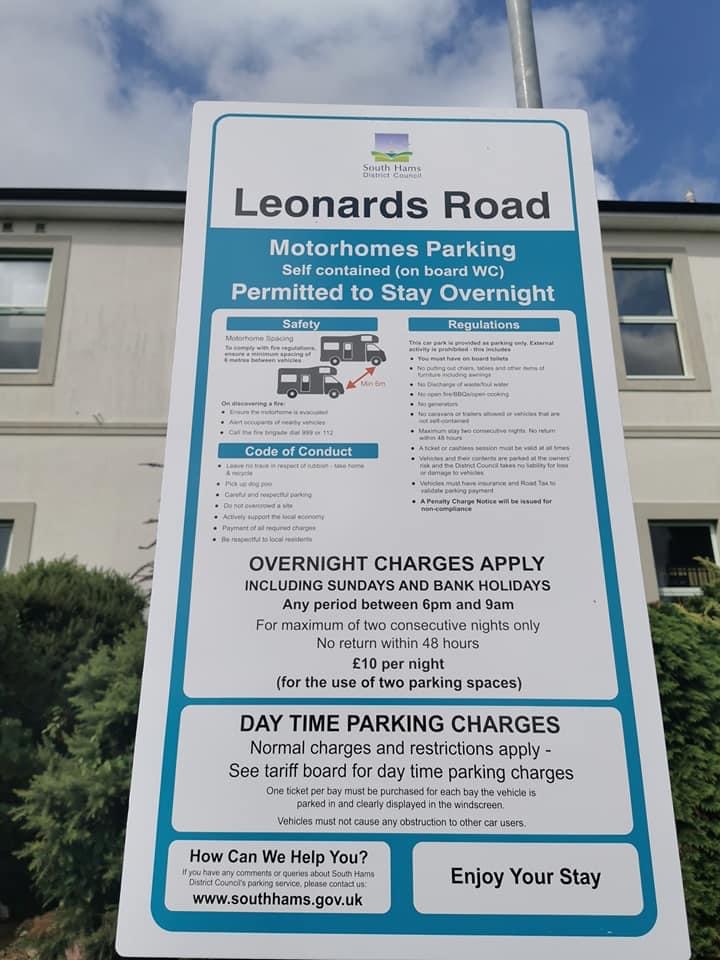 South Hams
District Council
Leonards Road
Motorhomes Parking
Self contained (on board WC)
Permitted to Stay Overnight
Safety
Motorhome Spacing
To comply with fire regulations,
ensure a minimum spacing of
6 metres between vehicles
Min 6m
On discovering a fire:
• Ensure the motorhome is evacuated
• Alert occupants of nearby vehicles
• Call the fire brigade dial 999 or 112
Code of Conduct
• Leave no trace in respect of rubbish - take home
& recycle
• Pick up dog poo
• Careful and respectful parking
• Do not overcrowd a site
• Actively support the local economy
• Payment of all required charges
• Be respectful to local residents
Regulations
This car park is provided as parking only. External
activity is prohibited - this includes
• You must have on board toilets
• No putting out chairs, tables and other items of
furniture including awnings
• No Discharge of waste/foul water
• No open fire/BBQs/open cooking
• No generators
• No caravans or trailers allowed or vehicles that are
not self-contained
• Maximum stay two consecutive nights. No return
within 48 hours
• A ticket or cashless session must be valid at all times
• Vehicles and their contents are parked at the owners'
risk and the District Council takes no liability for loss
or damage to vehicles.
• Vehicles must have insurance and Road Tax to
validate parking payment
• A Penalty Charge Notice will be issued for
non-compliance
OVERNIGHT CHARGES APPLY
INCLUDING SUNDAYS AND BANK HOLIDAYS
Any period between 6pm and 9am
For maximum of two consecutive nights only
No return within 48 hours
£10 per night
(for the use of two parking spaces)
DAY TIME PARKING CHARGES
Normal charges and restrictions apply -
See tariff board for day time parking charges
One ticket per bay must be purchased for each bay the vehicle is
parked in and clearly displayed in the windscreen.
Vehicles must not cause any obstruction to other car users.
How Can We Help You?
If you have any comments or queries about South Hams
District Council's parking service, please contact us:
www.southhams.gov.uk
Enjoy Your Stay